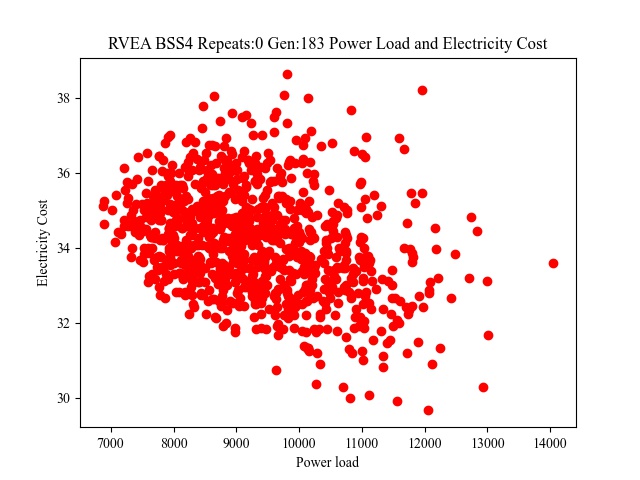 RVEA BSS4 Repeats:0 Gen:183 Power Load and Electricity Cost
38
36
34
32
30
Electricity Cost
7000 8000 9000 10000 11000 12000 13000 14000
Power load